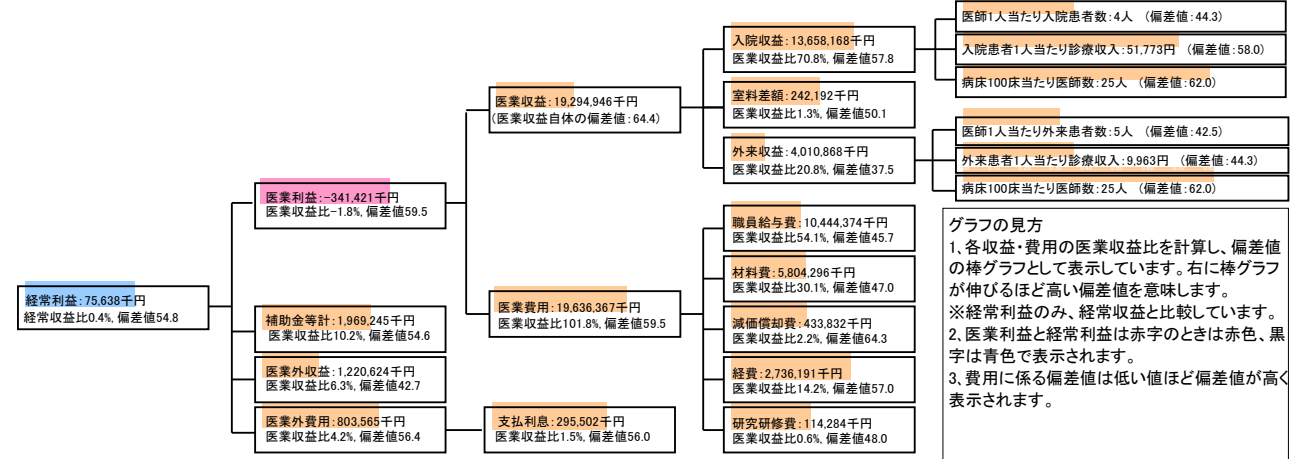 経常利益:75,638千円
経常収益比0.4%, 偏差値54.8
医業利益:-341,421千円
医業収益比-1.8%, 偏差値59.5
補助金等計:1,969,245千円
医業収益比10.2%, 偏差値54.6
医業外収益:1,220,624千円
医業収益比6.3%, 偏差値42.7
医業外費用:803,565千円
医業収益比4.2%, 偏差値56.4
医業収益:19,294,946千円
(医業収益自体の偏差値:64.4)
医業費用:19,636,367千円
医業収益比101.8%, 偏差値59.5
支払利息:295,502千円
医業収益比1.5%, 偏差値56.0
入院収益:13,658,168千円
医業収益比70.8%, 偏差値57.8
室料差額:242,192千円
医業収益比1.3%, 偏差値50.1
外来収益:4,010,868千円
医業収益比20.8%, 偏差値37.5
職員給与費:10,444,374千円
医業収益比54.1%, 偏差値45.7
材料費:5,804,296千円
医業収益比30.1%, 偏差値47.0
減価償却費:433,832千円
医業収益比2.2%, 偏差値64.3
経費:2,736,191千円
医業収益比14.2%, 偏差値57.0
研究研修費:114,284千円
医業収益比0.6%, 偏差値48.0
医師1人当たり入院患者数:4人 (偏差値:44.3)
入院患者1人当たり診療収入:51,773円 (偏差値:58.0)
病床100床当たり医師数:25人 (偏差値:62.0)
医師1人当たり外来患者数:5人 (偏差値:42.5)
外来患者1人当たり診療収入:9,963円 (偏差値:44.3)
病床100床当たり医師数:25人 (偏差値:62.0)
グラフの見方
1、各収益・費用の医業収益比を計算し、偏差値
の棒グラフとして表示しています。右に棒グラフ
が伸びるほど高い偏差値を意味します。
※経常利益のみ、経常収益と比較しています。
2、医業利益と経常利益は赤字のときは赤色、黒
字は青色で表示されます。
3、費用に係る偏差値は低い値ほど偏差値が高く
表示されます。